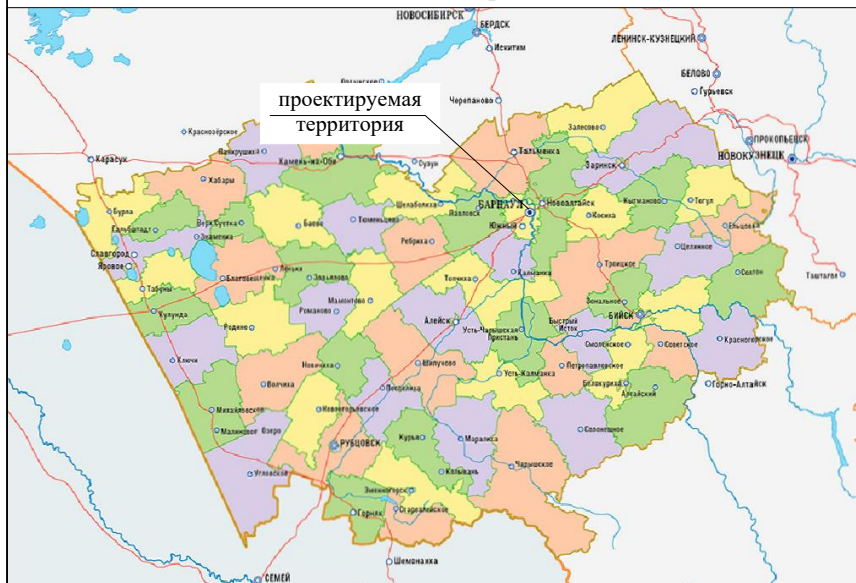 НОВОСИБИРСК
БЕРДСК
Искитим
ЛЕНИНСК-КУЗНЕЦКИЙ
БЕЛОВО
Гурьевск
Черепаново
проектируемая
территория
Краснозёрское
Карасук
Камень-на-Оби
Сузун
Тальменка
Залесово
Заринск
ПРОКОПЬЕВСК
НОВОКУЗНЕЦК
Хабары
Бурла
Баево
Тюменцево
Шелаболиха
Павловск
БАРНАУЛ
Новоалтайск
Южный
Косиха
Кытманово
Тогул
Ельцовка
Знаменка
Славгород
Яровое
Табуны
Кулунда
Благовещенка
Завьялово
Романово
Мамонтово
Ребриха
Топчиха
Калманка
Троицкое
Целинное
Солтон
Таштагол
Родино
Ключи
Алейск
Усть-Чарышская
Пристань
Быстрый
Исток
Зональное
БИЙСК
Смоленское
Советское
Красногорское
Волчиха
Новичиха
Шипуново
Поспелиха
Усть-Калманка
Петропавловское
Белокуриха
Алтайский
Горно-Алтайск
Михайловское
Малиновое Озеро
Новоегорьевское
РУБЦОВСК
Угловское
Курья
Маралиха
Колывань
Чарышское
Солонешное
Змеиногорск
Горняк
Староалейское
Шемонаиха
СЕМЕЙ